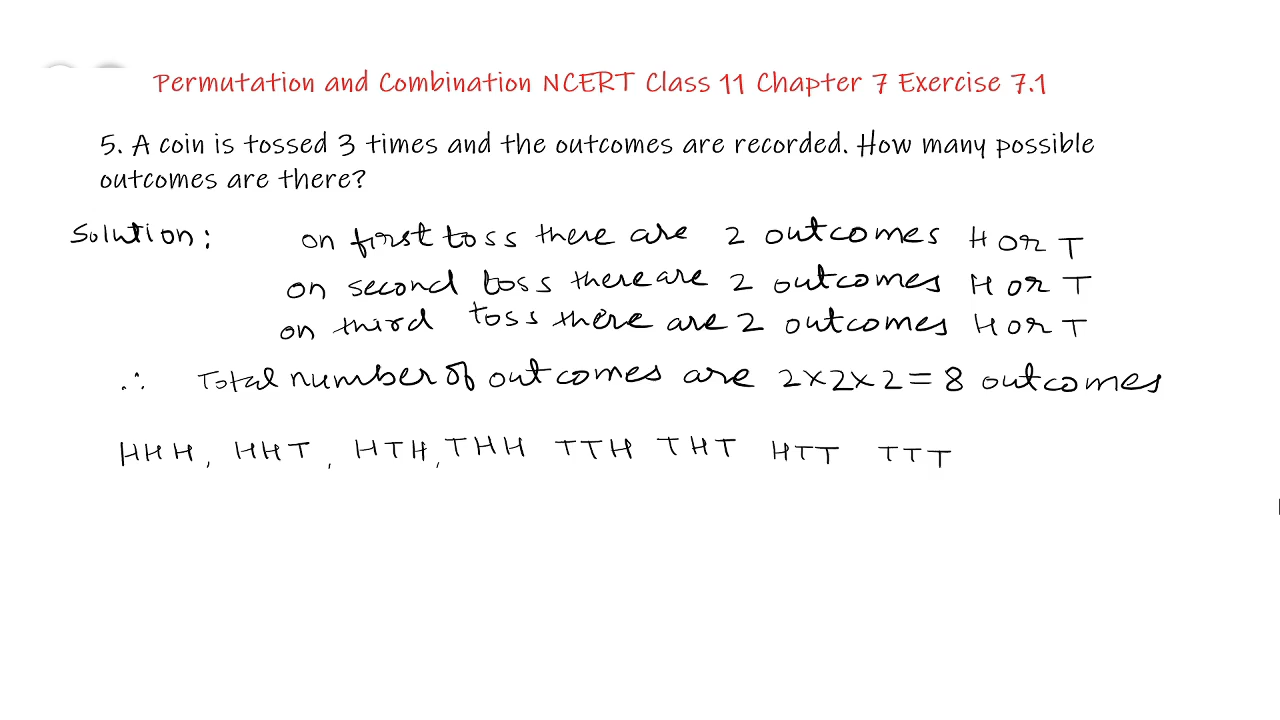 Permutation and Combination NCERT Class 11 Chapter 7 Exercise 7.1
5. A coin is tossed 3 times and the outcomes are recorded. How many possible
outcomes are there?
Solution: on first toss there are 2 outcomes H or T
on second toss there are 2 outcomes H or T
on third toss there are 2 outcomes H or T
∴ Total number of outcomes are 2×2×2=8 outcomes
HHH, HHT, HTH, THH TTH THT HTT TTT